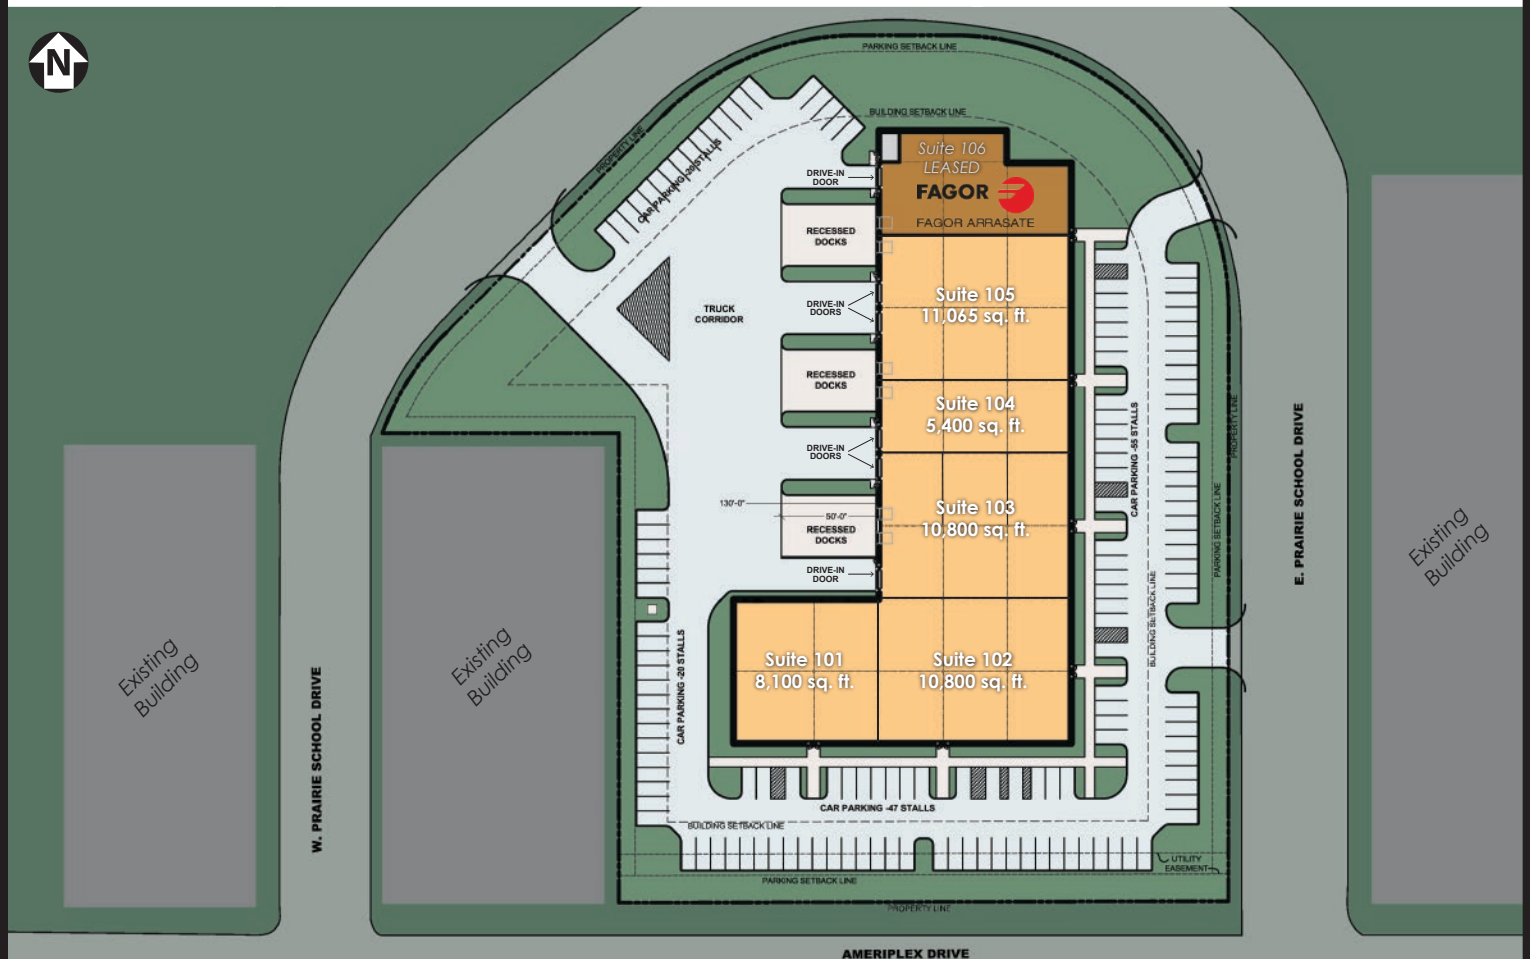 N
PARKING SETBACK LINE
BUILDING SETBACK LINE
PROPERTY LINE
CAR PARKING -20 STALLS
Suite 106
LEASED
FAGOR
FAGOR ARRASATE
DRIVE-IN
DOOR
RECESSED
DOCKS
Suite 105
11,065 sq. ft.
DRIVE-IN
DOORS
TRUCK
CORRIDOR
RECESSED
DOCKS
Suite 104
5,400 sq. ft.
DRIVE-IN
DOORS
130'-0"
50'-0"
RECESSED
DOCKS
Suite 103
10,800 sq. ft.
DRIVE-IN
DOOR
CAR PARKING -55 STALLS
PROPERTY LINE
PARKING SETBACK LINE
BUILDING SETBACK LINE
E. PRAIRIE SCHOOL DRIVE
Existing
Building
Existing
Building
Existing
Building
W. PRAIRIE SCHOOL DRIVE
CAR PARKING -20 STALLS
Suite 101
8,100 sq. ft.
Suite 102
10,800 sq. ft.
CAR PARKING -47 STALLS
BUILDING SETBACK LINE
UTILITY
EASEMENT
PARKING SETBACK LINE
PROPERTY LINE
AMERIPLEX DRIVE